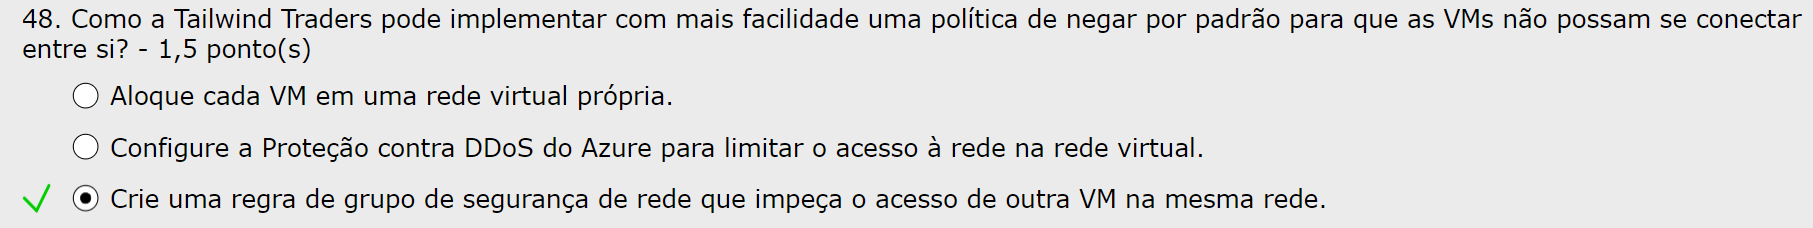 48. Como a Tailwind Traders pode implementar com mais facilidade uma política de negar por padrão para que as VMs não possam se conectar
entre si? - 1,5 ponto(s)
Aloque cada VM em uma rede virtual própria.
Configure a Proteção contra DDoS do Azure para limitar o acesso à rede na rede virtual.
Crie uma regra de grupo de segurança de rede que impeça o acesso de outra VM na mesma rede.